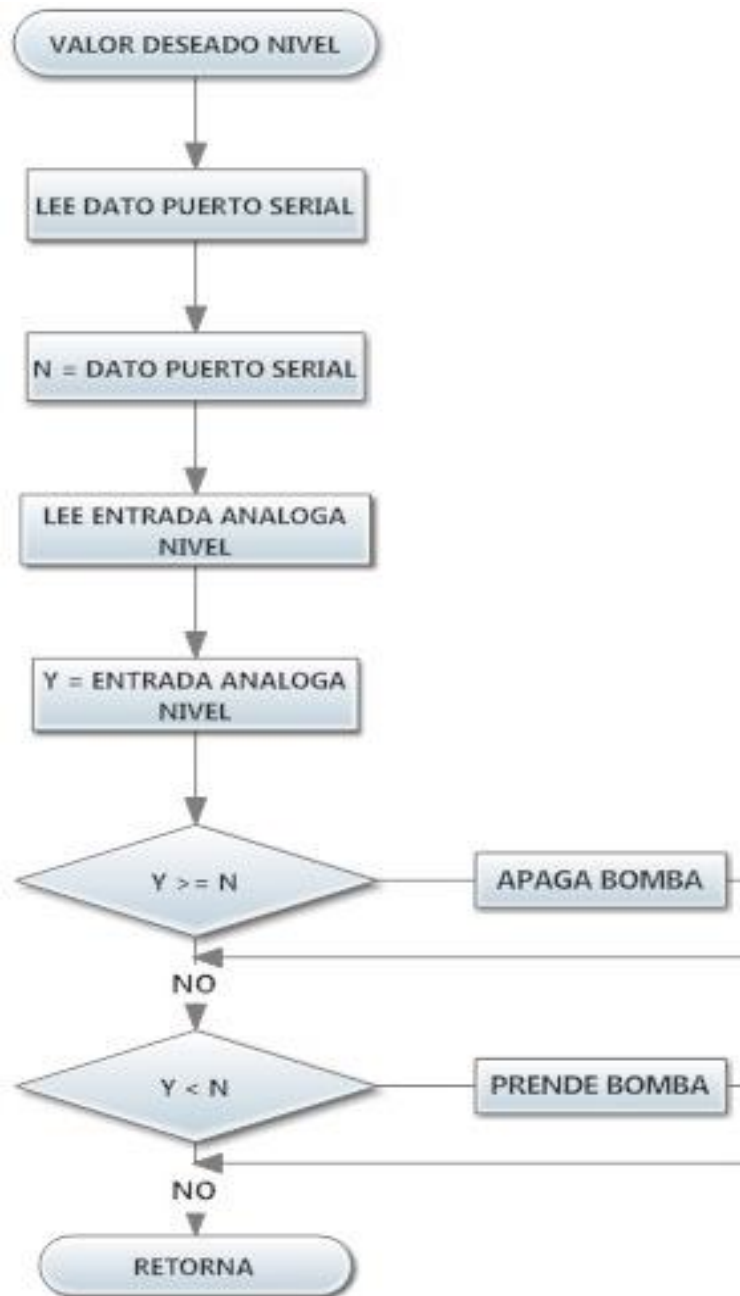 VALOR DESEADO NIVEL
LEE DATO PUERTO SERIAL
N = DATO PUERTO SERIAL
LEE ENTRADA ANALOGA
NIVEL
Y = ENTRADA ANALOGA
NIVEL
Y >= N
APAGA BOMBA
NO
Y < N
PRENDE BOMBA
NO
RETORNA